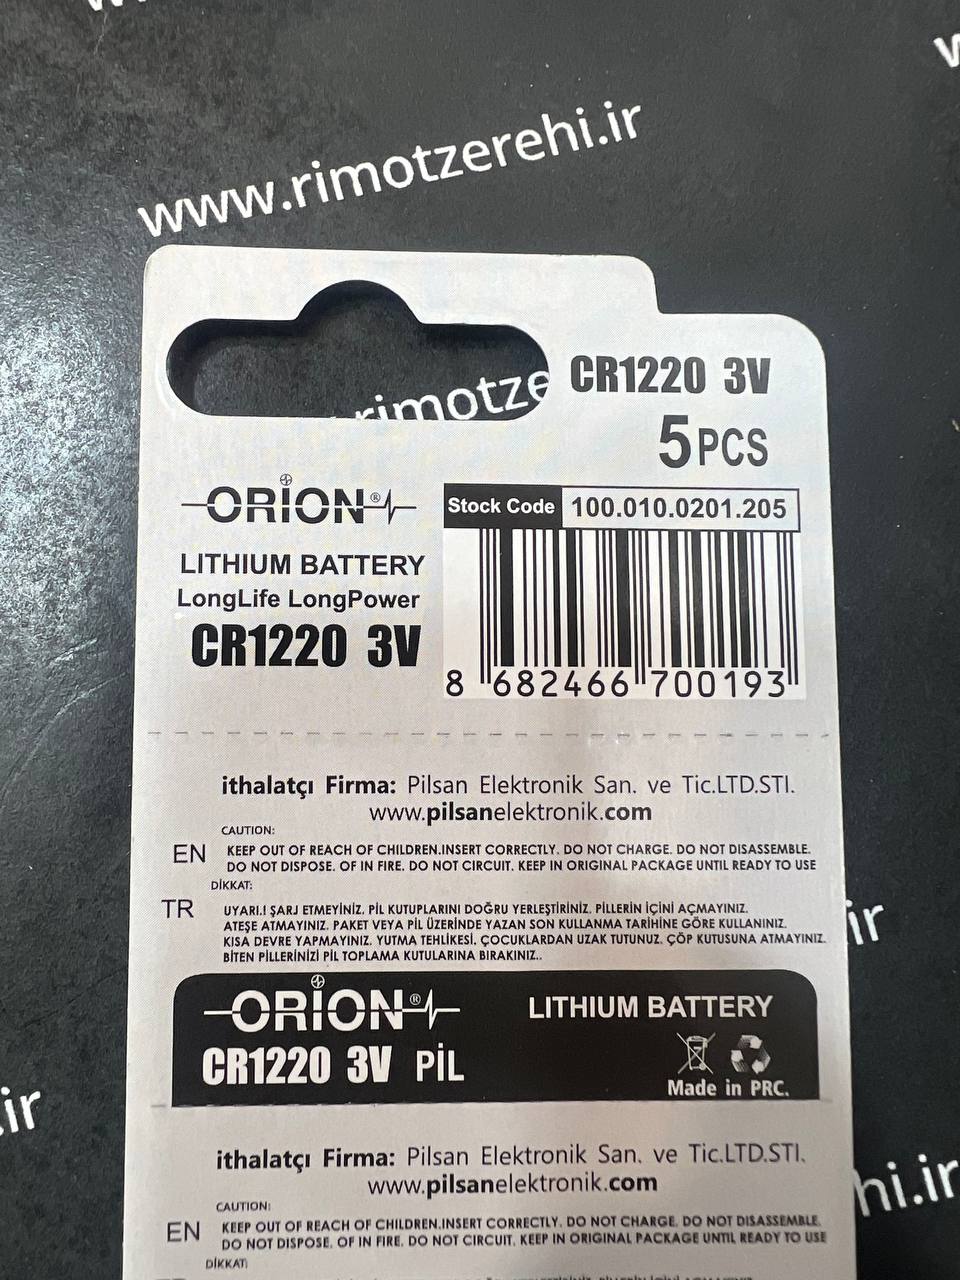 www.rimotzerehi.ir
rimotze
CR1220 3V
5PCS
ORİON®
Stock Code 100.010.0201.205
LITHIUM BATTERY
LongLife LongPower
CR1220 3V
8 682466 700193
ithalatçı Firma: Pilsan Elektronik San. ve Tic.LTD.STI.
www.pilsanelektronik.com
CAUTION:
EN KEEP OUT OF REACH OF CHILDREN.INSERT CORRECTLY. DO NOT CHARGE. DO NOT DISASSEMBLE.
DO NOT DISPOSE. OF IN FIRE. DO NOT CIRCUIT. KEEP IN ORIGINAL PACKAGE UNTIL READY TO USE
DİKKAT:
TR UYARI.! ŞARJ ETMEYİNİZ. PİL KUTUPLARINI DOĞRU YERLEŞTİRİNİZ. PİLLERİN İÇİNİ AÇMAYINIZ.
ATEŞE ATMAYINIZ. PAKET VEYA PİL ÜZERİNDE YAZAN SON KULLANMA TARİHİNE GÖRE KULLANINIZ.
KISA DEVRE YAPMAYINIZ. YUTMA TEHLİKESİ. ÇOCUKLARDAN UZAK TUTUNUZ. ÇÖP KUTUSUNA ATMAYINIZ.
BİTEN PİLLERİNİZİ PİL TOPLAMA KUTULARINA BIRAKINIZ..
ir
ORİON®
LITHIUM BATTERY
CR1220 3V PİL
Made in PRC.
.ir
ithalatçı Firma: Pilsan Elektronik San. ve Tic.LTD.STI.
www.pilsanelektronik.com
hi.ir
CAUTION:
EN KEEP OUT OF REACH OF CHILDREN.INSERT CORRECTLY. DO NOT CHARGE. DO NOT DISASSEMBLE.
DO NOT DISPOSE. OF IN FIRE. DO NOT CIRCUIT. KEEP IN ORIGINAL PACKAGE UNTIL READY TO USE
DİKKAT: